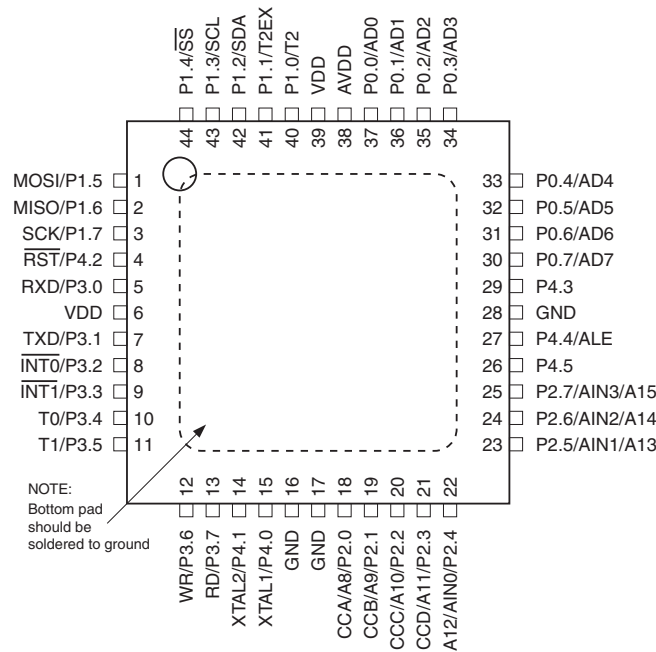 P1.4/SS
P1.3/SCL
P1.2/SDA
P1.1/T2EX
P1.0/T2
VDD
AVDD
P0.0/AD0
P0.1/AD1
P0.2/AD2
P0.3/AD3
44
43
42
41
40
39
38
37
36
35
34
MOSI/P1.5 1
MISO/P1.6 2
SCK/P1.7 3
RST/P4.2 4
RXD/P3.0 5
VDD 6
TXD/P3.1 7
INT0/P3.2 8
INT1/P3.3 9
T0/P3.4 10
T1/P3.5 11
33 P0.4/AD4
32 P0.5/AD5
31 P0.6/AD6
30 P0.7/AD7
29 P4.3
28 GND
27 P4.4/ALE
26 P4.5
25 P2.7/AIN3/A15
24 P2.6/AIN2/A14
23 P2.5/AIN1/A13
NOTE:
Bottom pad
should be
soldered to ground
12
13
14
15
16
17
18
19
20
21
22
WR/P3.6
RD/P3.7
XTAL2/P4.1
XTAL1/P4.0
GND
GND
CCA/A8/P2.0
CCB/A9/P2.1
CCC/A10/P2.2
CCD/A11/P2.3
A12/AIN0/P2.4